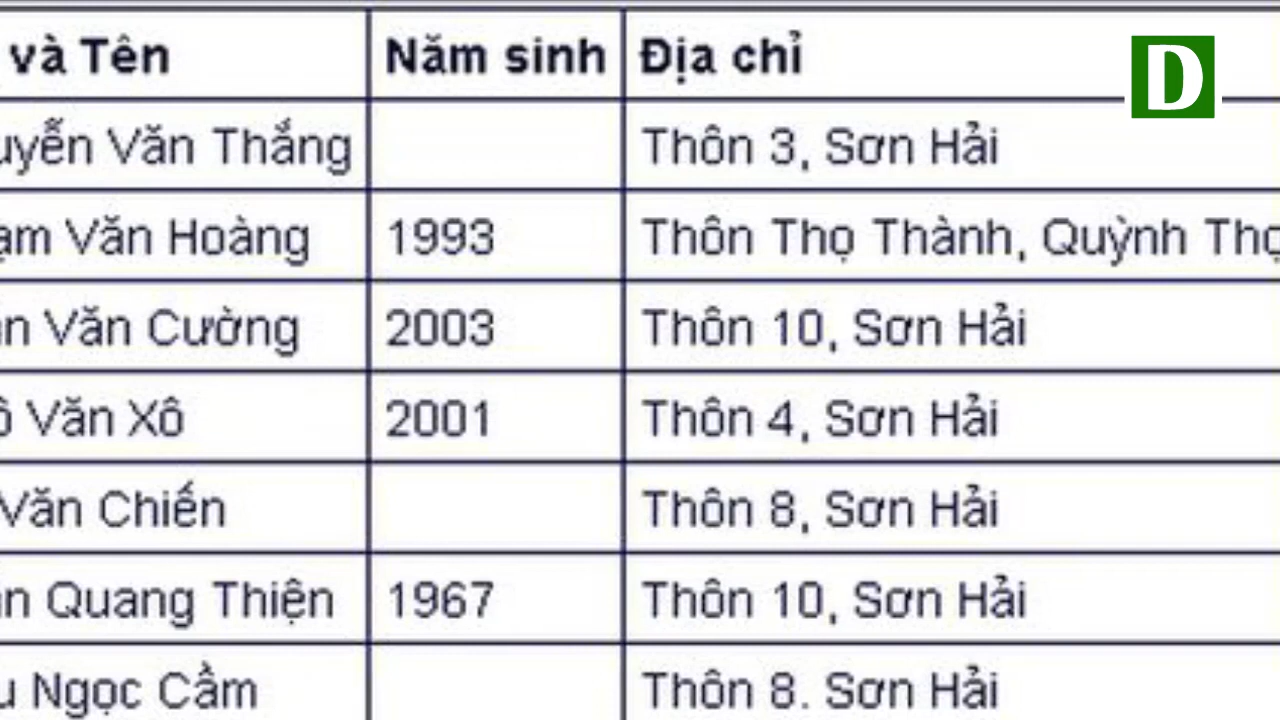 và Tên Năm sinh Địa chỉ
D
uyễn Văn Thắng Thôn 3, Sơn Hải
ạm Văn Hoàng 1993 Thôn Thọ Thành, Quỳnh Thọ
n Văn Cường 2003 Thôn 10, Sơn Hải
Văn Xô 2001 Thôn 4, Sơn Hải
Văn Chiến Thôn 8, Sơn Hải
n Quang Thiện 1967 Thôn 10, Sơn Hải
u Ngọc Cầm Thôn 8. Sơn Hải